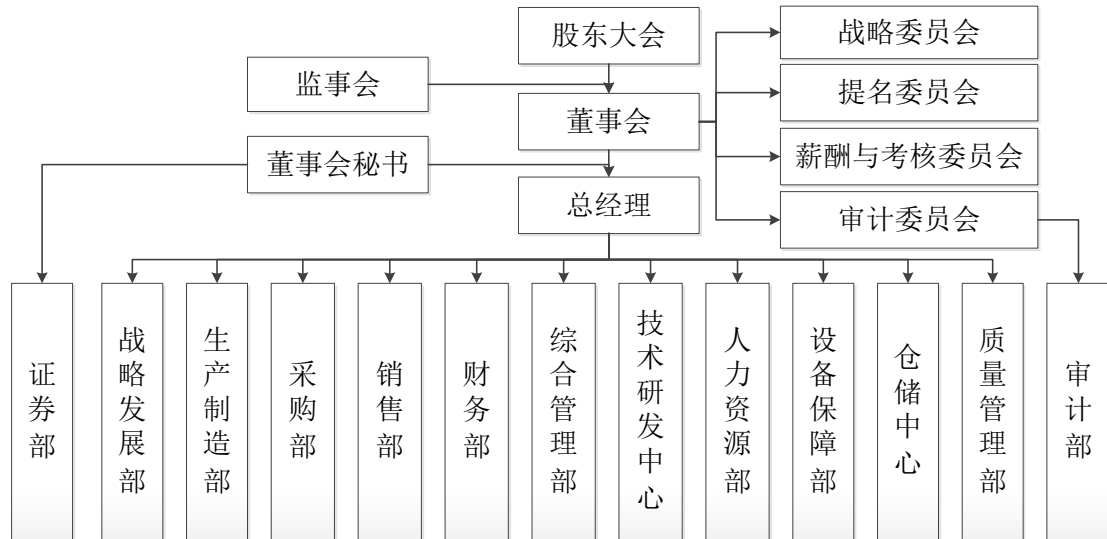 股东大会
战略委员会
监事会
提名委员会
董事会
董事会秘书
薪酬与考核委员会
总经理
审计委员会
证券部
战略发展部
生产制造部
采购部
销售部
财务部
综合管理部
技术研发中心
人力资源部
设备保障部
仓储中心
质量管理部
审计部